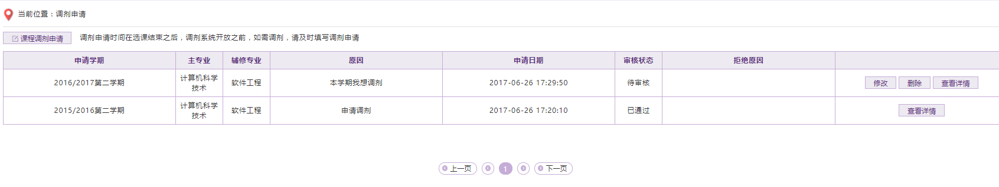 当前位置：调剂申请
课程调剂申请 调剂申请时间在选课结束之后，调剂系统开放之前，如需调剂，请及时填写调剂申请
申请学期 主专业 辅修专业 原因 申请日期 审核状态 拒绝原因
2016/2017第二学期 计算机科学技术 软件工程 本学期我想调剂 2017-06-26 17:29:50 待审核 修改 删除 查看详情
2015/2016第二学期 计算机科学技术 软件工程 申请调剂 2017-06-26 17:20:10 已通过 查看详情
上一页 1 下一页